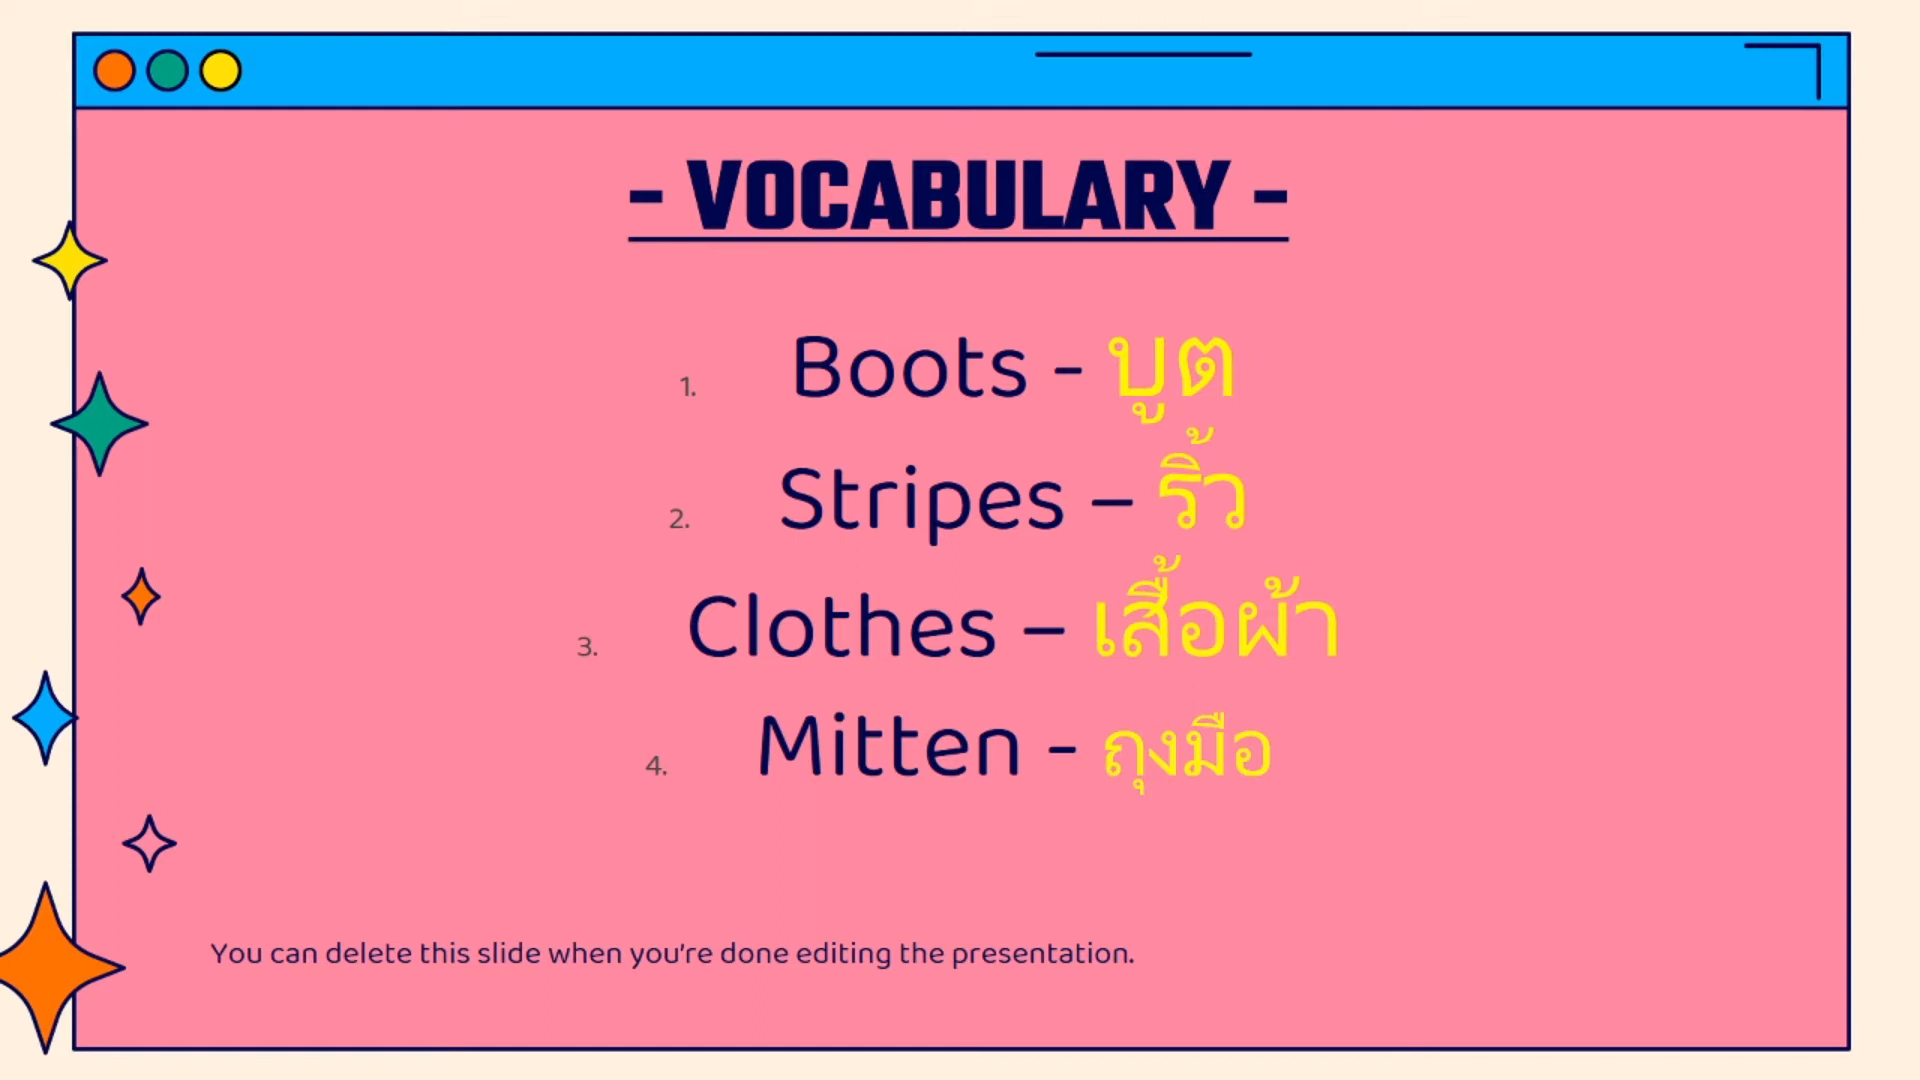 - VOCABULARY -
1. Boots - บูต
2. Stripes – ริ้ว
3. Clothes – เสื้อผ้า
4. Mitten - ถุงมือ
You can delete this slide when you’re done editing the presentation.